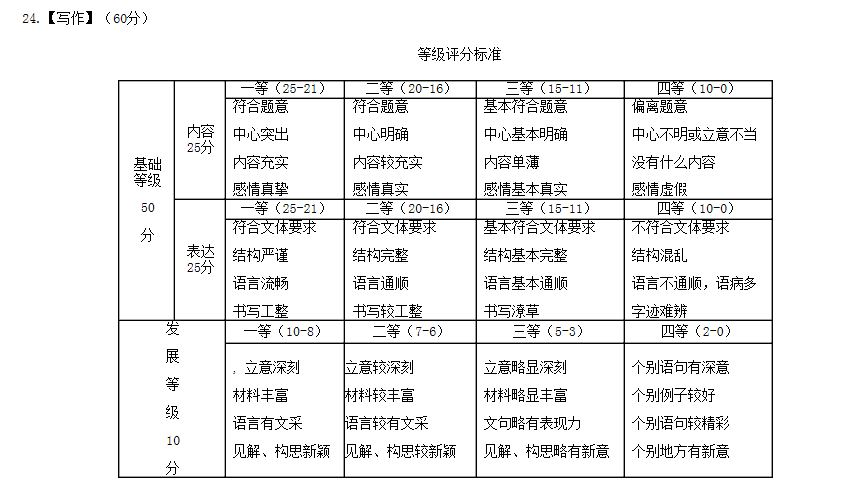 24.【写作】（60分）
等级评分标准
基础
等级
50
分
内容
25分
一等（25-21） 二等（20-16） 三等（15-11） 四等（10-0）
符合题意 符合题意 基本符合题意 偏离题意
中心突出 中心明确 中心基本明确 中心不明或立意不当
内容充实 内容较充实 内容单薄 没有什么内容
感情真挚 感情真实 感情基本真实 感情虚假
表达
25分
一等（25-21） 二等（20-16） 三等（15-11） 四等（10-0）
符合文体要求 符合文体要求 基本符合文体要求 不符合文体要求
结构严谨 结构完整 结构基本完整 结构混乱
语言流畅 语言通顺 语言基本通顺 语言不通顺，语病多
书写工整 书写较工整 书写潦草 字迹难辨
发
展
等
级
10
分
一等（10-8） 二等（7-6） 三等（5-3） 四等（2-0）
．立意深刻 立意较深刻 立意略显深刻 个别语句有深意
材料丰富 材料较丰富 材料略显丰富 个别例子较好
语言有文采 语言较有文采 文句略有表现力 个别语句较精彩
见解、构思新颖 见解、构思较新颖 见解、构思略有新意 个别地方有新意